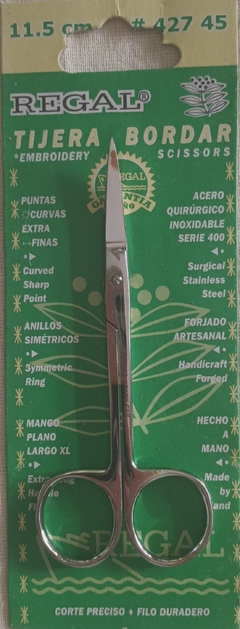 11.5 cm # 427 45
REGAL®
TIJERA BORDAR
*EMBROIDERY SCISSORS
REGAL
PUNTAS
C/CURVAS
EXTRA
FINAS
Curved
Sharp
Point
ANILLOS
SIMÉTRICOS
Symmetric
Ring
MANGO
PLANO
LARGO XL
ACERO
QUIRÚRGICO
INOXIDABLE
SERIE 400
Surgical
Stainless
Steel
FORJADO
ARTESANAL
Handicraft
Forged
HECHO
A
MANO
Made
by
REGAL
CORTE PRECISO ♦ FILO DURADERO